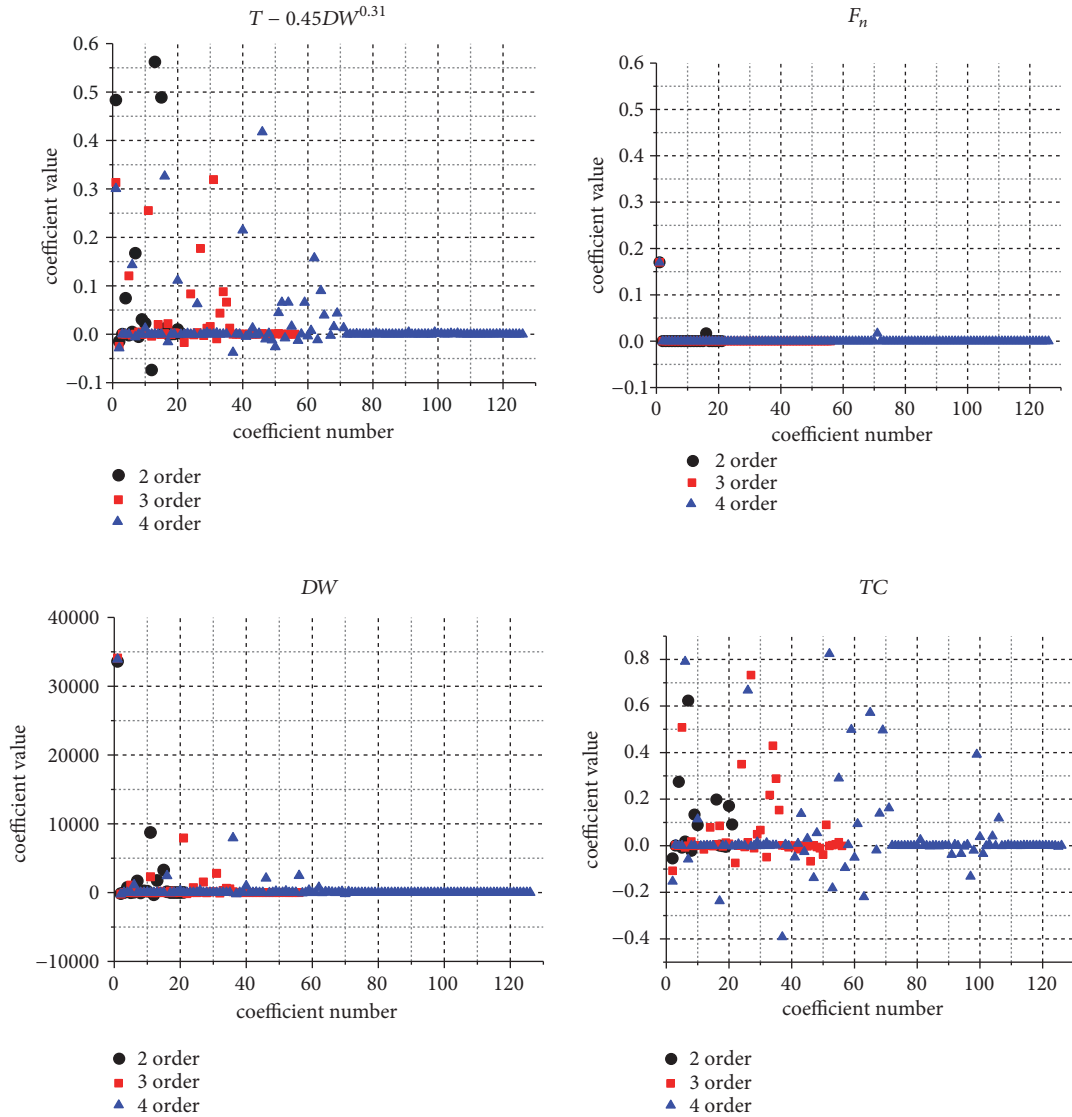 T − 0.45DW^0.31
0.6
0.5
0.4
0.3
0.2
0.1
0.0
−0.1
coefficient value
0 20 40 60 80 100 120
coefficient number
2 order
3 order
4 order
F_n
0.6
0.5
0.4
0.3
0.2
0.1
0.0
−0.1
coefficient value
0 20 40 60 80 100 120
coefficient number
2 order
3 order
4 order
DW
40000
30000
20000
10000
0
−10000
coefficient value
0 20 40 60 80 100 120
coefficient number
2 order
3 order
4 order
TC
0.8
0.6
0.4
0.2
0.0
−0.2
−0.4
coefficient value
0 20 40 60 80 100 120
coefficient number
2 order
3 order
4 order